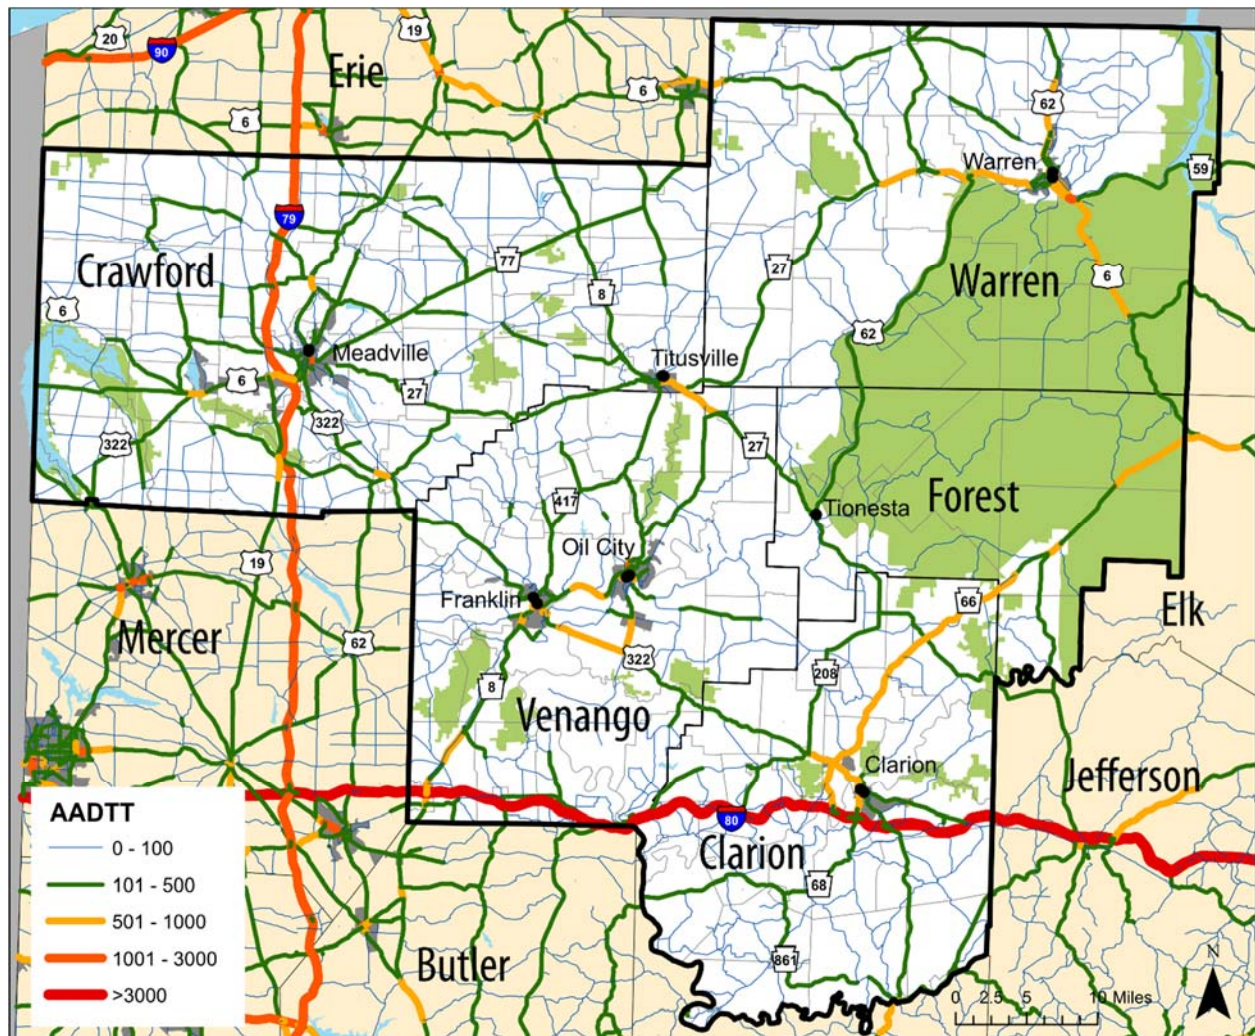 20
90
19
Erie
6
6
62
Warren
59
79
Crawford
77
27
Warren
6
8
6
62
Meadville
Titusville
6
27
322
322
27
417
Forest
Tionesta
19
Oil City
Franklin
66
Elk
Mercer
62
322
208
8
Venango
Clarion
Jefferson
AADTT
80
0 - 100
Clarion
101 - 500
68
501 - 1000
1001 - 3000
Butler
861
N
>3000
0 2.5 5 10 Miles